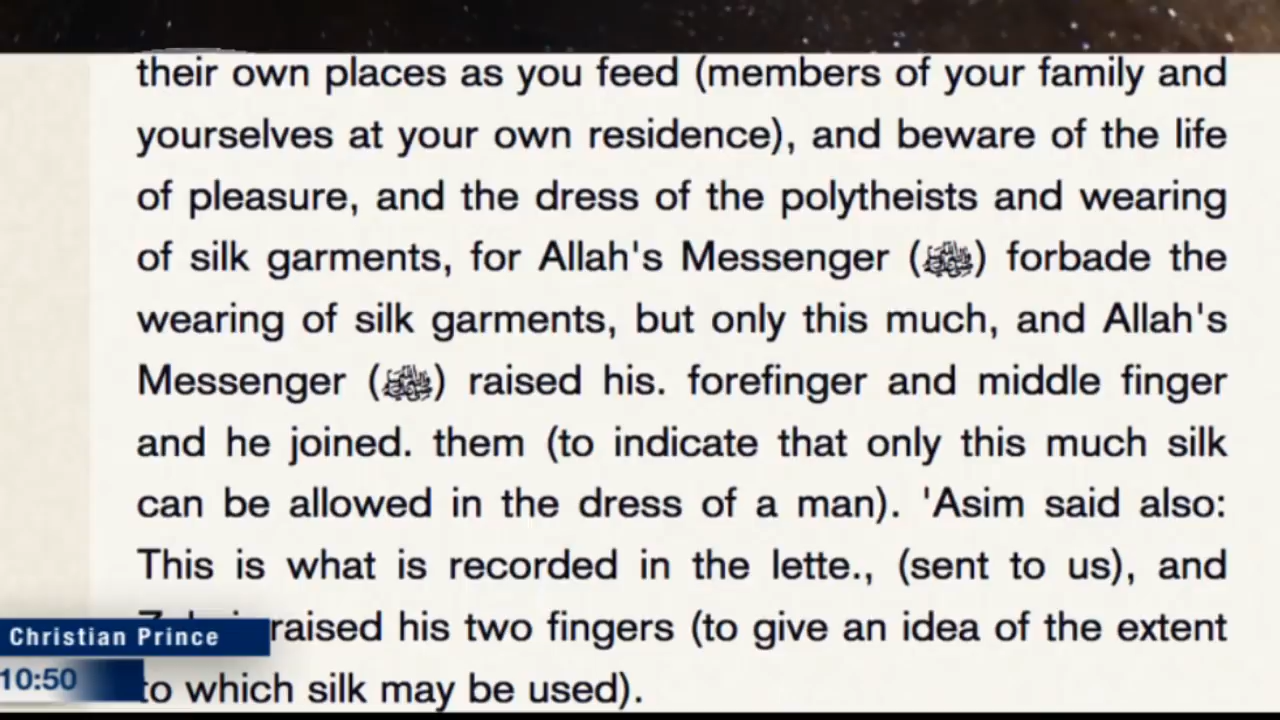 their own places as you feed (members of your family and
yourselves at your own residence), and beware of the life
of pleasure, and the dress of the polytheists and wearing
of silk garments, for Allah's Messenger (ﷺ) forbade the
wearing of silk garments, but only this much, and Allah's
Messenger (ﷺ) raised his. forefinger and middle finger
and he joined. them (to indicate that only this much silk
can be allowed in the dress of a man). 'Asim said also:
This is what is recorded in the lette., (sent to us), and
raised his two fingers (to give an idea of the extent
Christian Prince
10:50
to which silk may be used).